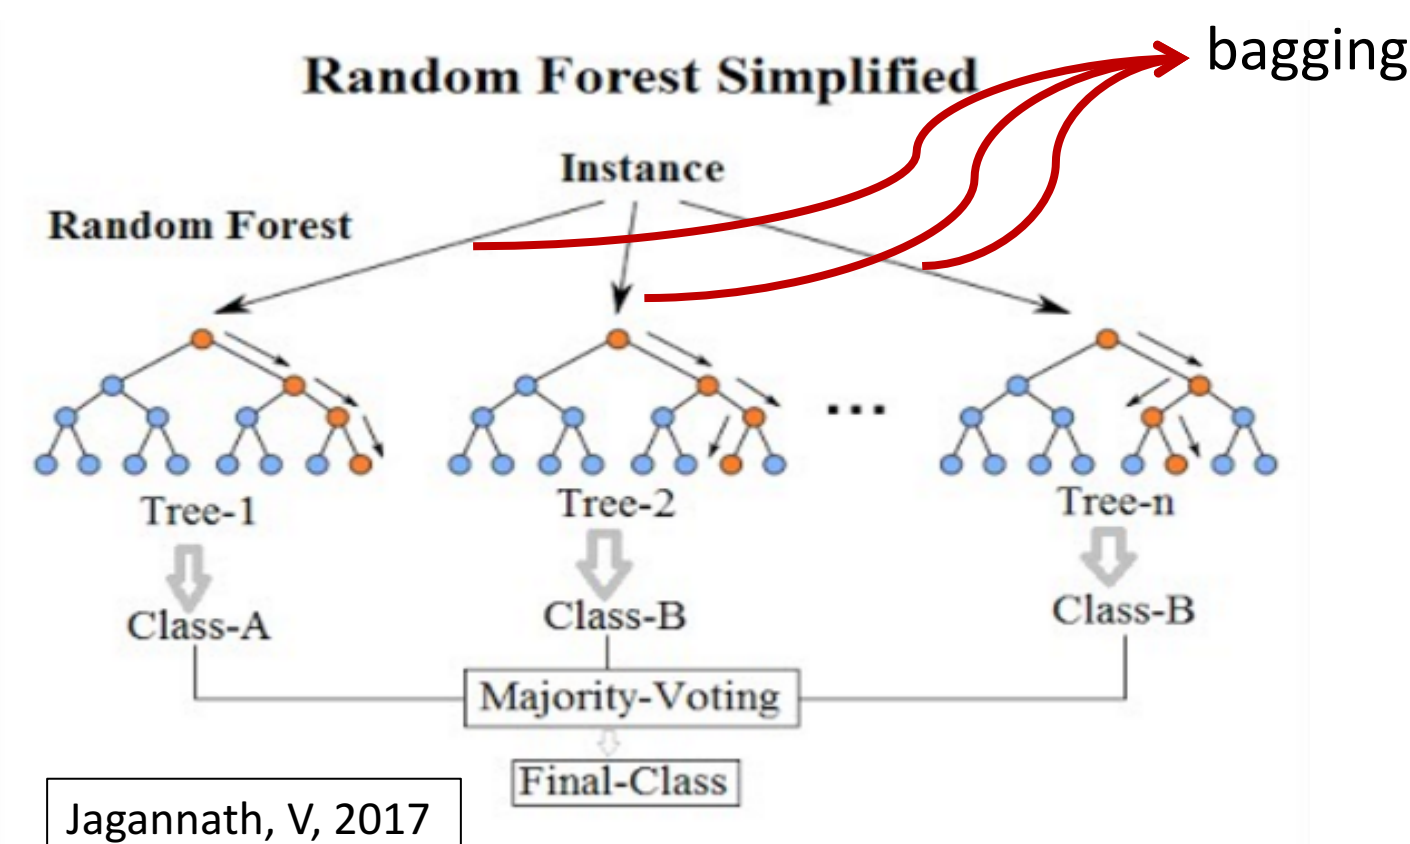 bagging
Random Forest Simplified
Instance
Random Forest
...
Tree-1
Tree-2
Tree-n
Class-A
Class-B
Class-B
Majority-Voting
Final-Class
Jagannath, V, 2017